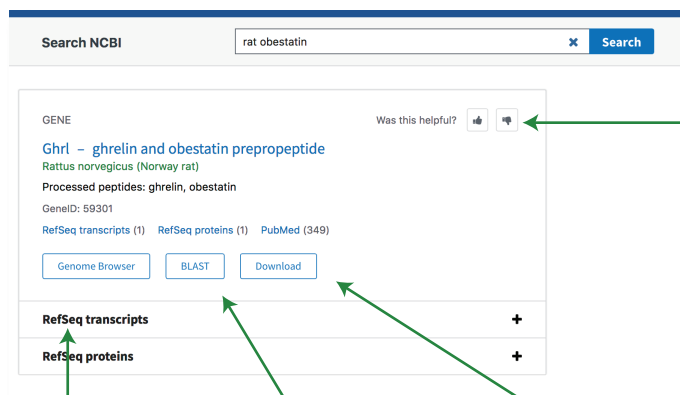 Search NCBI
rat obestatin
Search
GENE
Was this helpful?
Ghrl – ghrelin and obestatin prepropeptide
Rattus norvegicus (Norway rat)
Processed peptides: ghrelin, obestatin
GeneID: 59301
RefSeq transcripts (1) RefSeq proteins (1) PubMed (349)
Genome Browser BLAST Download
RefSeq transcripts
RefSeq proteins